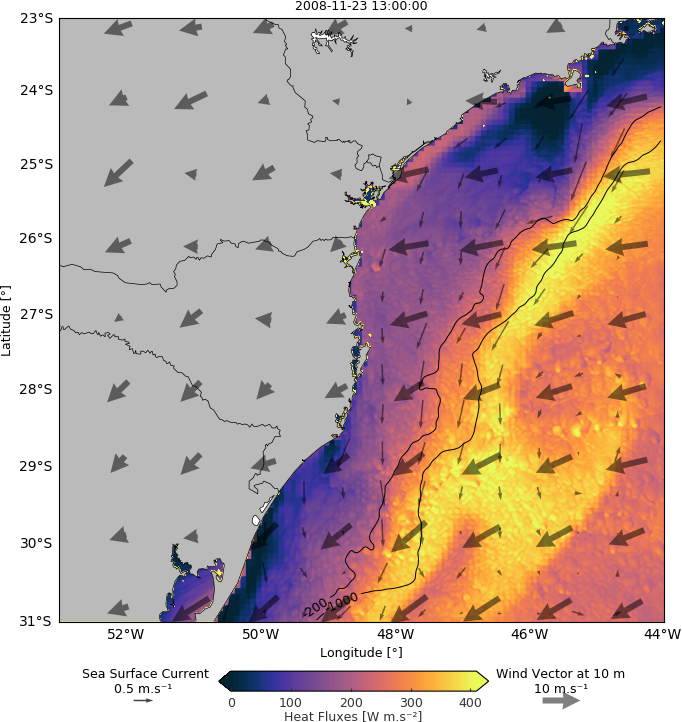 2008-11-23 13:00:00
23°S
24°S
25°S
26°S
27°S
28°S
29°S
30°S
31°S
Latitude [°]
-200
-1000
52°W
50°W
48°W
46°W
44°W
Longitude [°]
Sea Surface Current
0.5 m.s⁻¹
Wind Vector at 10 m
10 m.s⁻¹
0
100
200
300
400
Heat Fluxes [W m.s⁻²]